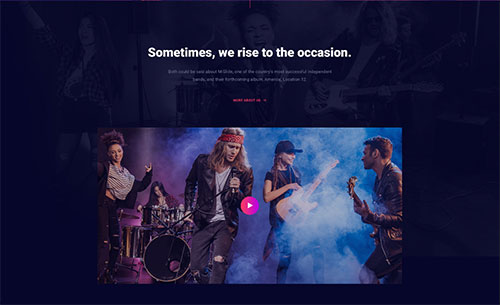 Sometimes, we rise to the occasion.
Both could be said about M.Stille, one of the country's most successful independent
bands, and their forthcoming album, America, Location 12.
MORE ABOUT US